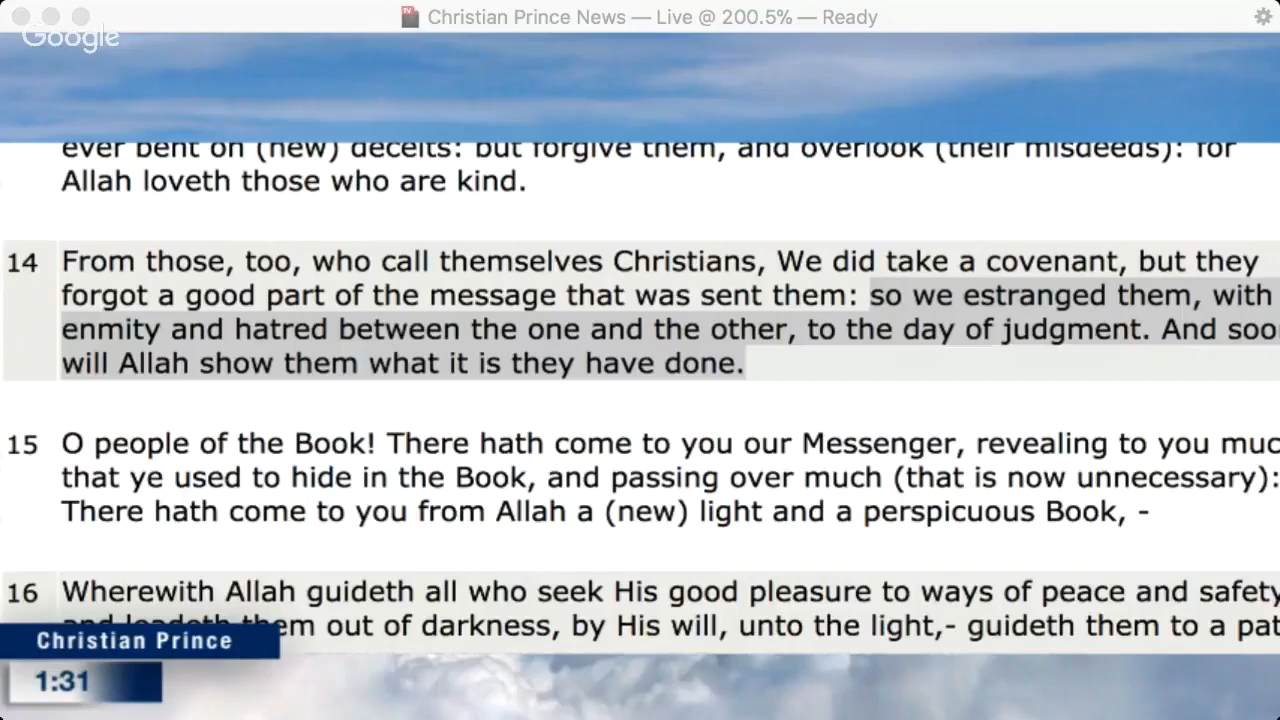 Christian Prince News — Live @ 200.5% — Ready
Google
ever bent on (new) deceits: but forgive them, and overlook (their misdeeds): for
Allah loveth those who are kind.
14 From those, too, who call themselves Christians, We did take a covenant, but they
forgot a good part of the message that was sent them: so we estranged them, with
enmity and hatred between the one and the other, to the day of judgment. And soo
will Allah show them what it is they have done.
15 O people of the Book! There hath come to you our Messenger, revealing to you muc
that ye used to hide in the Book, and passing over much (that is now unnecessary):
There hath come to you from Allah a (new) light and a perspicuous Book, -
16 Wherewith Allah guideth all who seek His good pleasure to ways of peace and safety
and leadeth them out of darkness, by His will, unto the light,- guideth them to a pat
Christian Prince
1:31